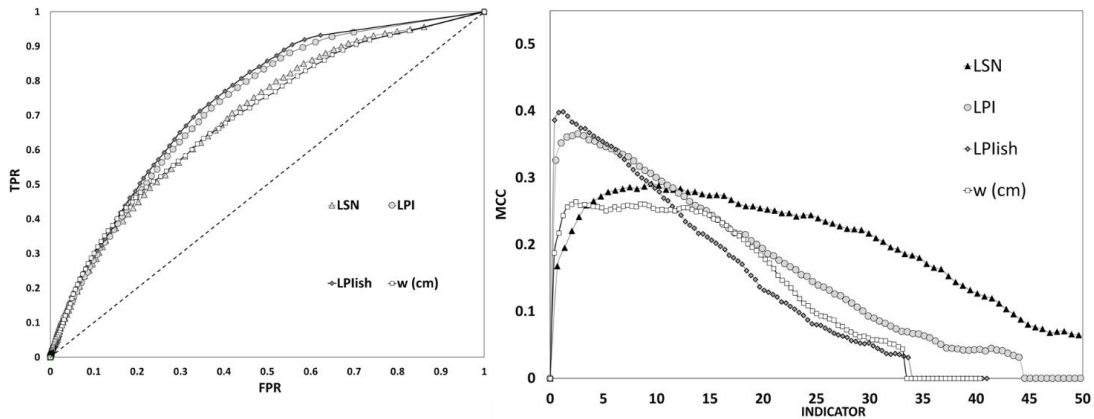 1
0.9
0.8
0.7
0.6
0.5
0.4
0.3
0.2
0.1
0
TPR
LSN LPI
LPIish w (cm)
0 0.1 0.2 0.3 0.4 0.5 0.6 0.7 0.8 0.9 1
FPR
0.5
0.4
0.3
0.2
0.1
0
MCC
LSN
LPI
LPIish
w (cm)
0 5 10 15 20 25 30 35 40 45 50
INDICATOR